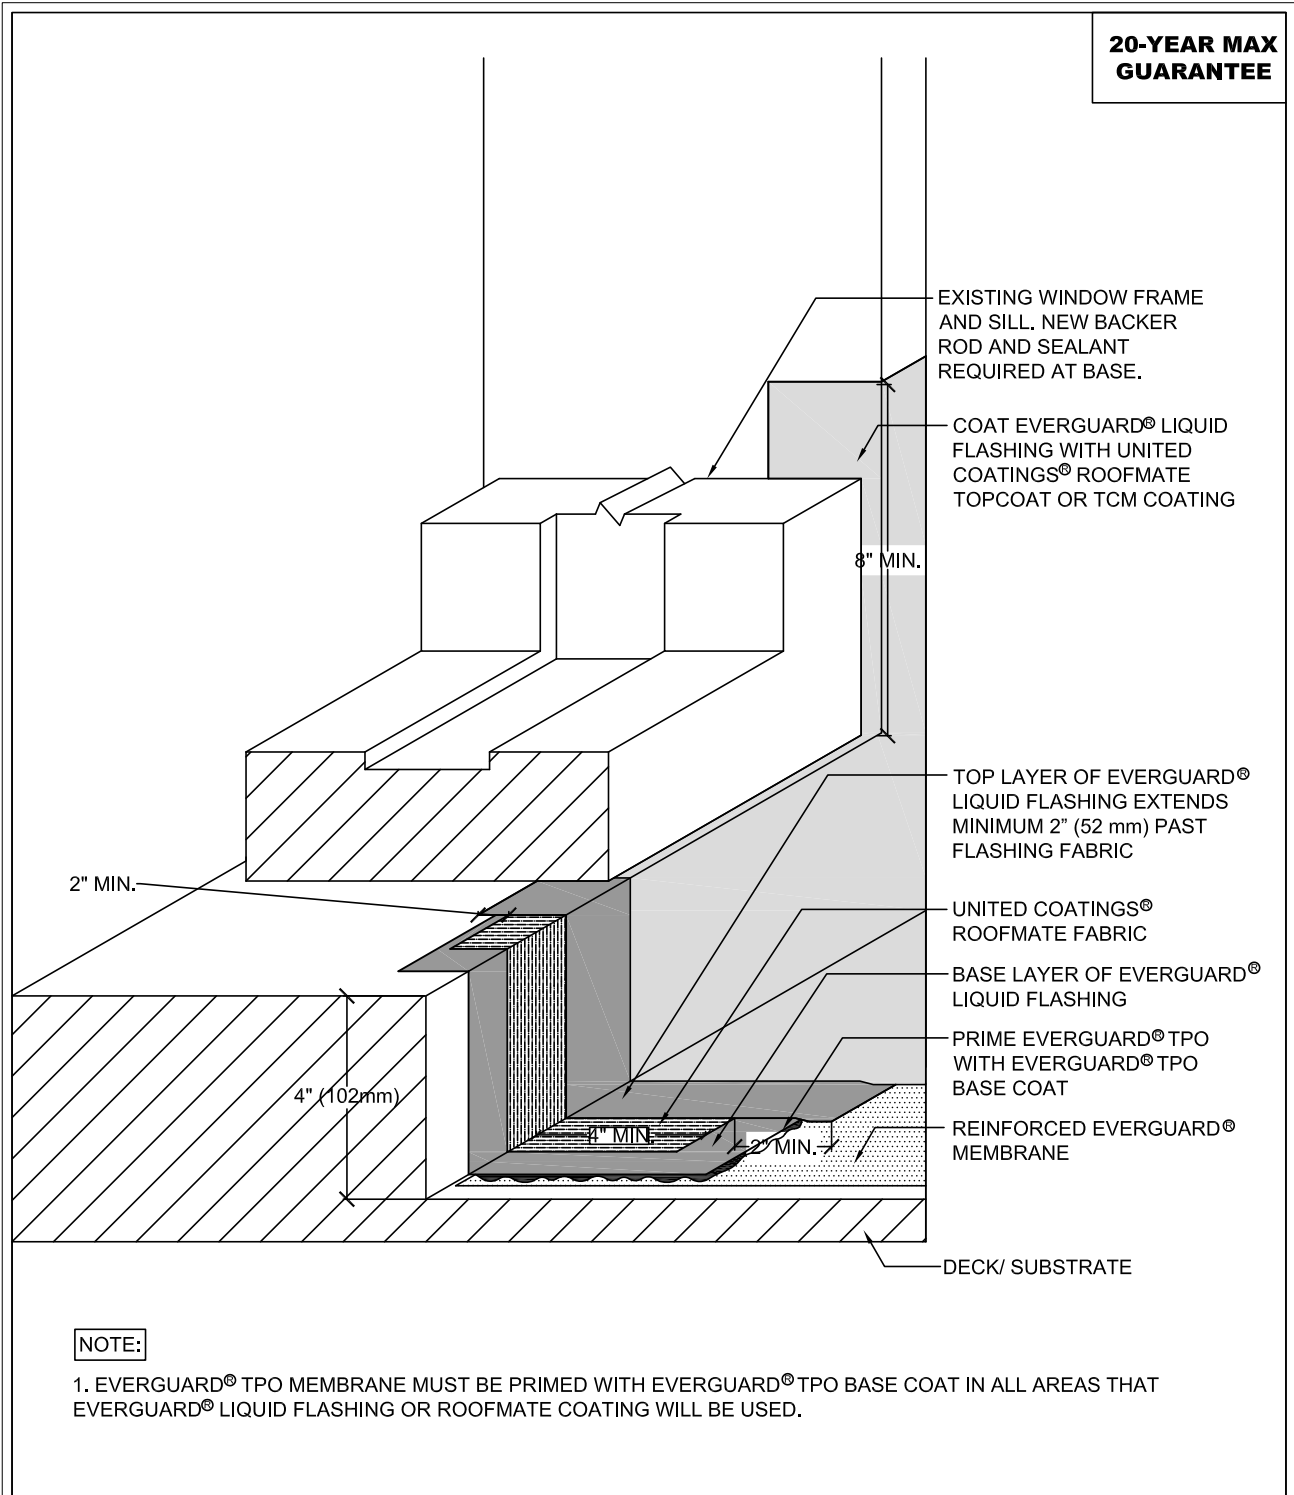 20-YEAR MAX
GUARANTEE
EXISTING WINDOW FRAME
AND SILL. NEW BACKER
ROD AND SEALANT
REQUIRED AT BASE.
COAT EVERGUARD® LIQUID
FLASHING WITH UNITED
COATINGS® ROOFMATE
TOPCOAT OR TCM COATING
8" MIN.
TOP LAYER OF EVERGUARD®
LIQUID FLASHING EXTENDS
MINIMUM 2” (52 mm) PAST
FLASHING FABRIC
2" MIN.
UNITED COATINGS®
ROOFMATE FABRIC
BASE LAYER OF EVERGUARD®
LIQUID FLASHING
PRIME EVERGUARD® TPO
WITH EVERGUARD® TPO
BASE COAT
4" (102mm)
REINFORCED EVERGUARD®
MEMBRANE
4" MIN.
2" MIN.
DECK/ SUBSTRATE
NOTE:
1. EVERGUARD® TPO MEMBRANE MUST BE PRIMED WITH EVERGUARD® TPO BASE COAT IN ALL AREAS THAT
EVERGUARD® LIQUID FLASHING OR ROOFMATE COATING WILL BE USED.